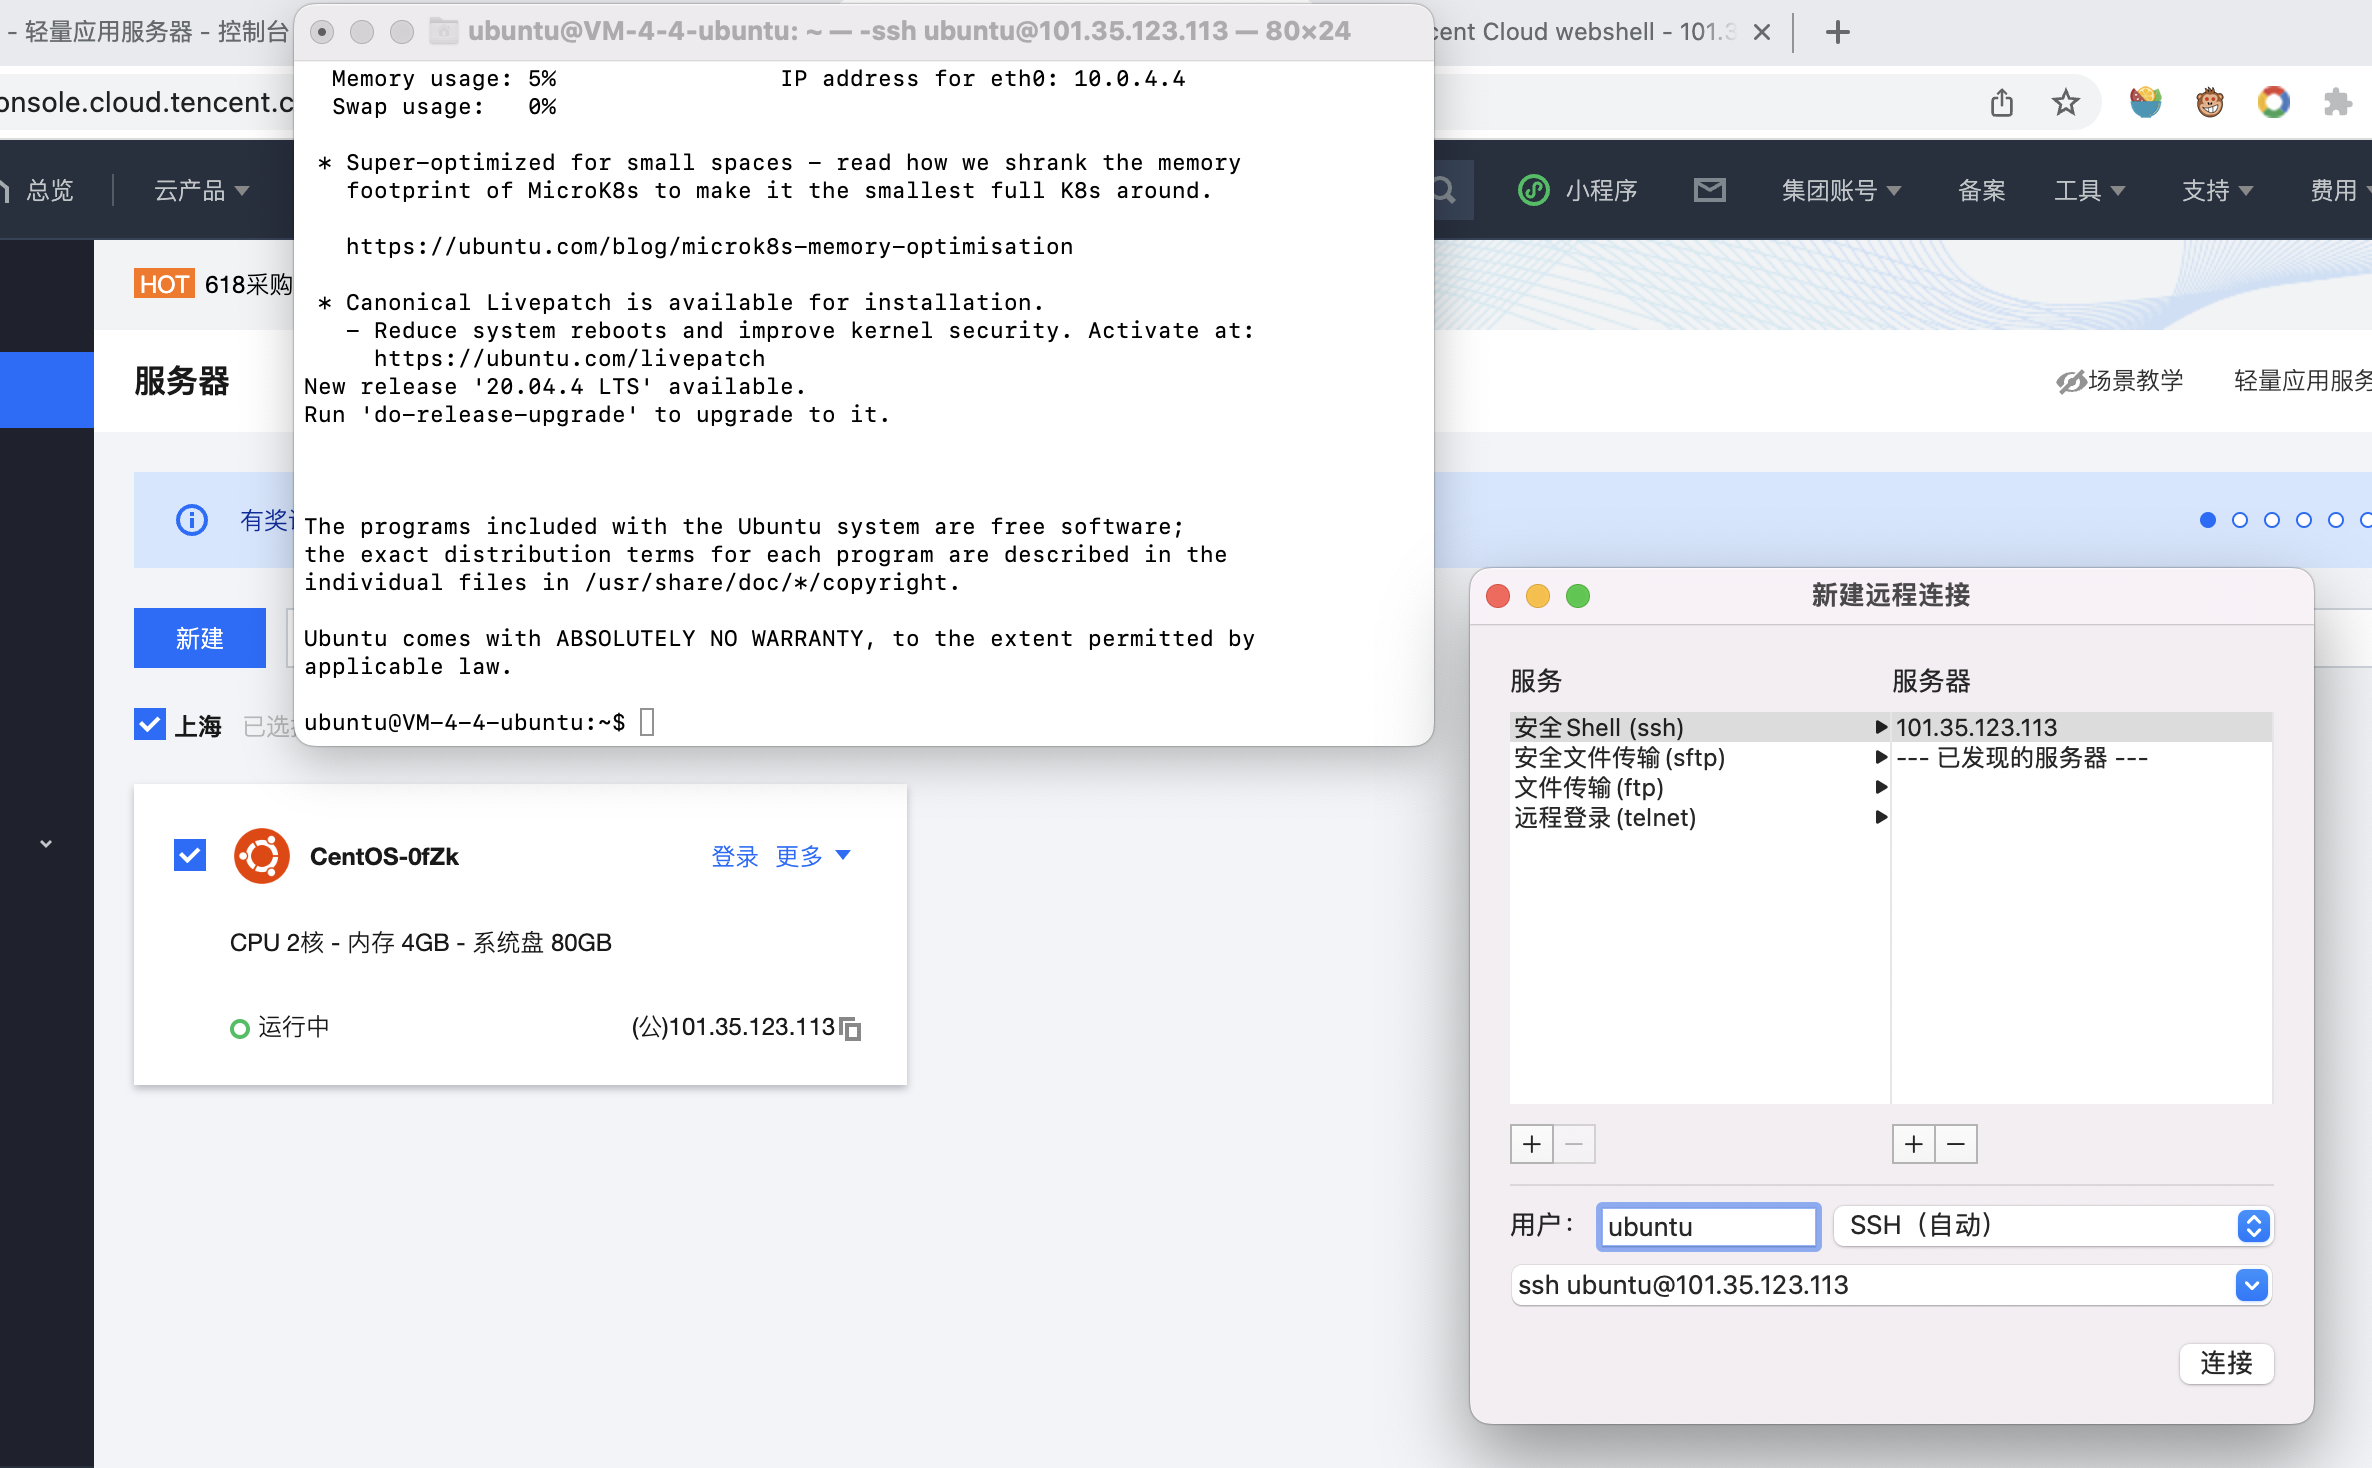 - 轻量应用服务器 - 控制台
ubuntu@VM-4-4-ubuntu: ~ — -ssh ubuntu@101.35.123.113 — 80×24
Cloud webshell - 101.3
onsole.cloud.tencent.c
总览
云产品
小程序
集团账号
备案
工具
支持
费用
Memory usage: 5% IP address for eth0: 10.0.4.4
Swap usage: 0%
* Super-optimized for small spaces - read how we shrank the memory
footprint of MicroK8s to make it the smallest full K8s around.
https://ubuntu.com/blog/microk8s-memory-optimisation
* Canonical Livepatch is available for installation.
- Reduce system reboots and improve kernel security. Activate at:
https://ubuntu.com/livepatch
New release '20.04.4 LTS' available.
Run 'do-release-upgrade' to upgrade to it.
The programs included with the Ubuntu system are free software;
the exact distribution terms for each program are described in the
individual files in /usr/share/doc/*/copyright.
Ubuntu comes with ABSOLUTELY NO WARRANTY, to the extent permitted by
applicable law.
ubuntu@VM-4-4-ubuntu:~$
HOT 618采购
服务器
场景教学
轻量应用服务
有奖
新建
上海 已选
CentOS-0fZk
登录 更多
CPU 2核 - 内存 4GB - 系统盘 80GB
运行中
(公)101.35.123.113
新建远程连接
服务
服务器
安全 Shell (ssh)
101.35.123.113
安全文件传输 (sftp)
--- 已发现的服务器 ---
文件传输 (ftp)
远程登录 (telnet)
+ −
+ −
用户： ubuntu
SSH（自动）
ssh ubuntu@101.35.123.113
连接